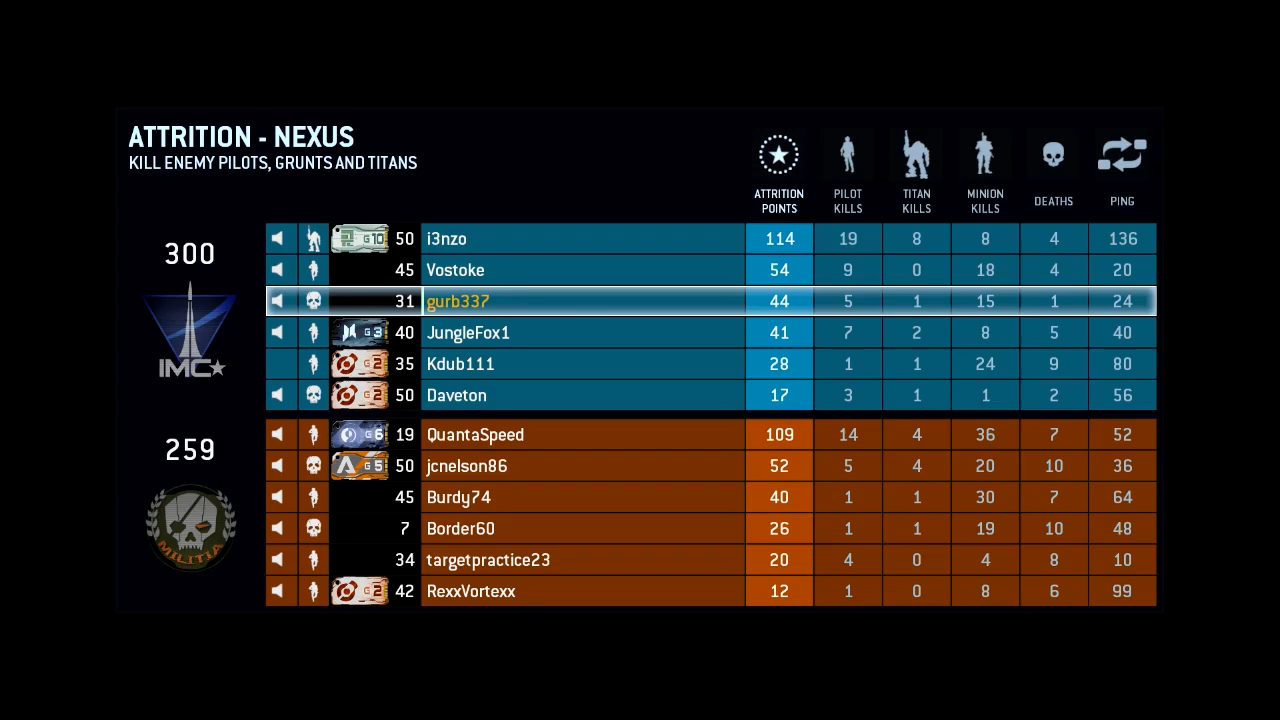 ATTRITION - NEXUS
KILL ENEMY PILOTS, GRUNTS AND TITANS
ATTRITION POINTS PILOT KILLS TITAN KILLS MINION KILLS DEATHS PING
300
IMC
G10 50 i3nzo 114 19 8 8 4 136
45 Vostoke 54 9 0 18 4 20
31 gurb337 44 5 1 15 1 24
G3 40 JungleFox1 41 7 2 8 5 40
G2 35 Kdub111 28 1 1 24 9 80
G2 50 Daveton 17 3 1 1 2 56
259
MILITIA
G6 19 QuantaSpeed 109 14 4 36 7 52
G5 50 jcnelson86 52 5 4 20 10 36
45 Burdy74 40 1 1 30 7 64
7 Border60 26 1 1 19 10 48
34 targetpractice23 20 4 0 4 8 10
G2 42 RexxVortexx 12 1 0 8 6 99